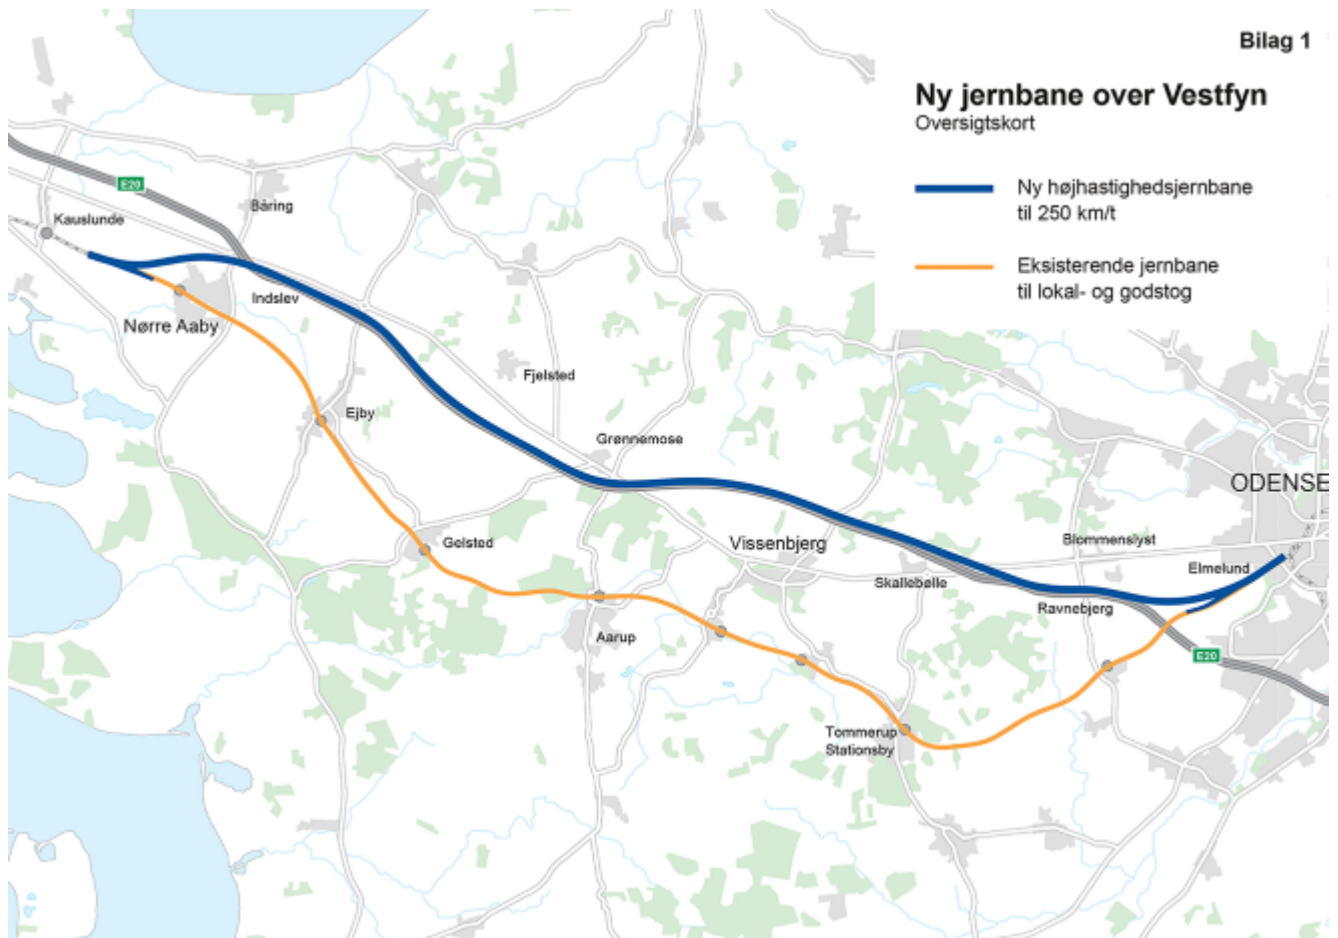 Bilag 1
Ny jernbane over Vestfyn
Oversigtskort
Ny højhastighedsjernbane
til 250 km/t
Eksisterende jernbane
til lokal- og godstog
E20
Kauslunde
Båring
Indslev
Nørre Aaby
Fjelsted
Ejby
Grønnemose
ODENSE
Gelsted
Vissenbjerg
Blommenslyst
Elmelund
Skallebølle
Ravnebjerg
Aarup
E20
Tommerup
Stationsby